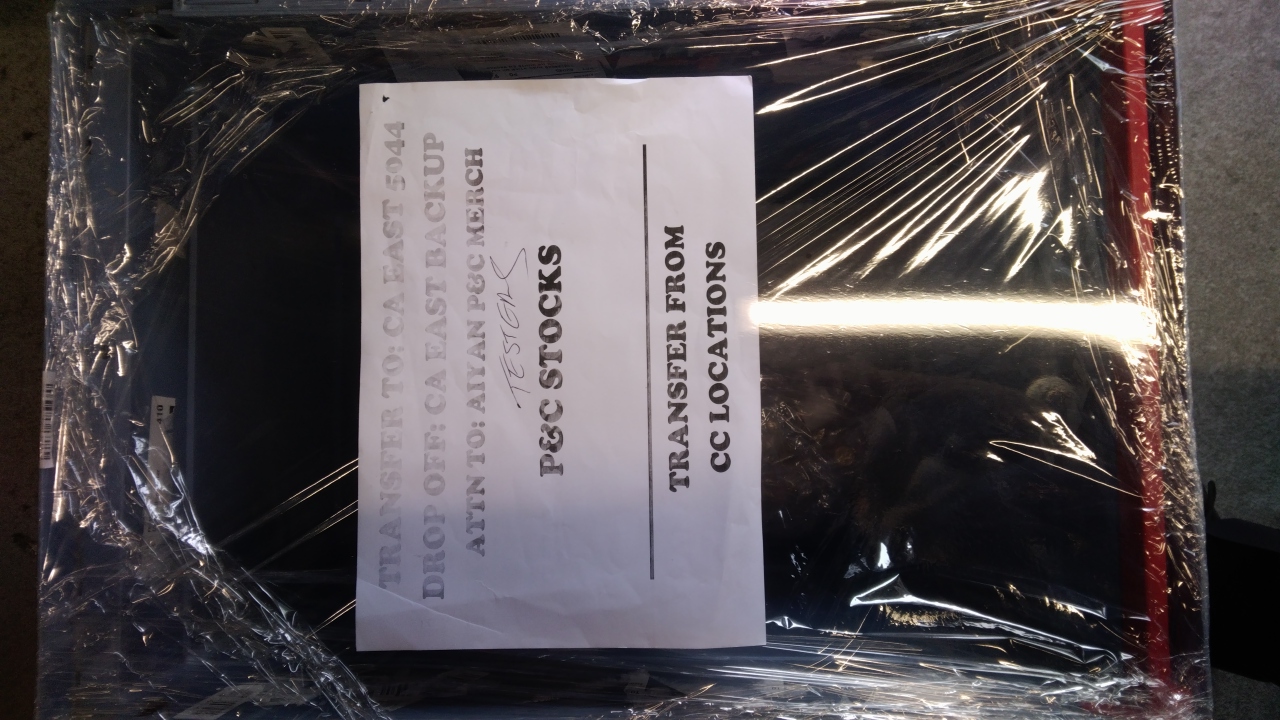 TRANSFER TO: CA EAST 5044
DROP OFF: CA EAST BACKUP
ATTN TO: AIYAN P&C MERCH
TESTERS
P&C STOCKS
TRANSFER FROM
CC LOCATIONS
410